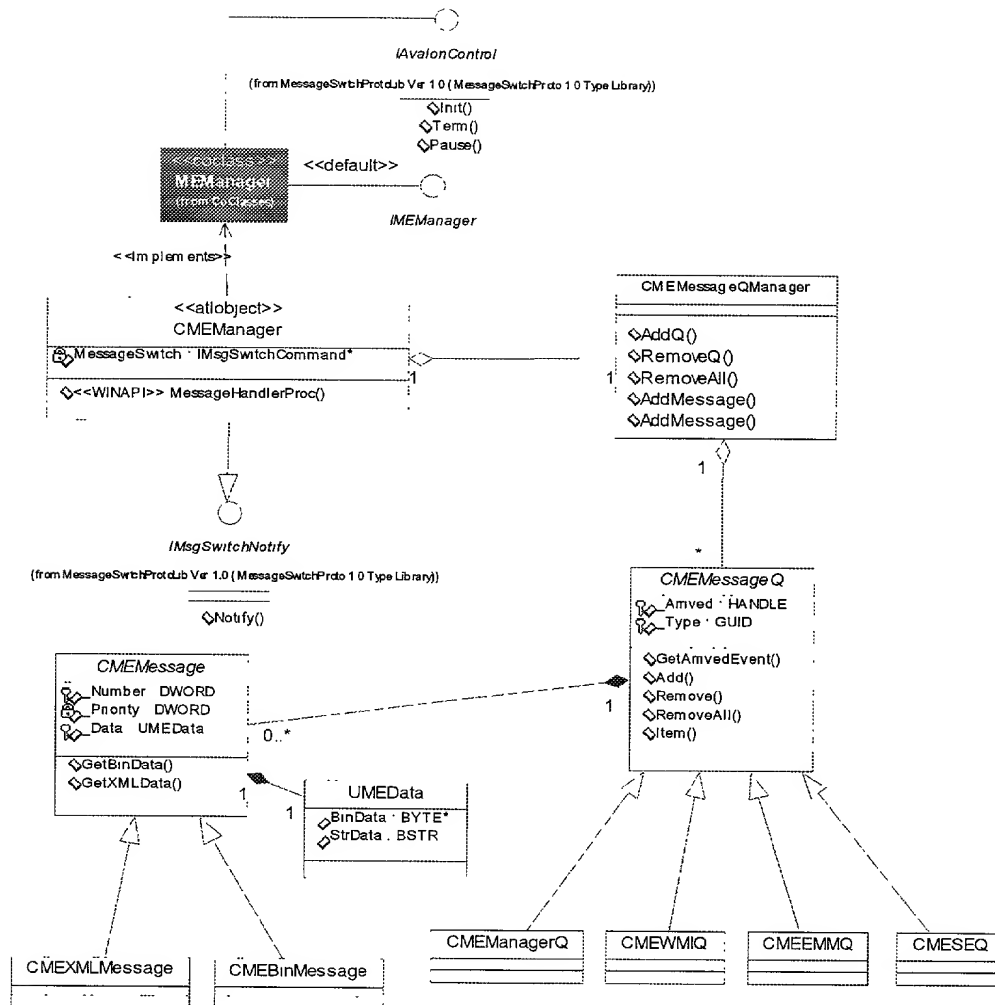 IAvalonControl
(from MessageSwtchProtoLib Ver 1 0 ( MessageSwtchProto 1 0 Type Library))
Init()
Term()
Pause()
<<coclass>>
MEManager
(from CoClasses)
<<default>>
IMEManager
<<Implements>>
<<atlobject>>
CMEManager
MessageSwitch : IMsgSwitchCommand*
<<WINAPI>> MessageHandlerProc()
1
1
CMEMessageQManager
AddQ()
RemoveQ()
RemoveAll()
AddMessage()
AddMessage()
1
*
IMsgSwitchNotify
(from MessageSwtchProtoLib Ver 1.0 ( MessageSwtchProto 1 0 Type Library))
Notify()
CMEMessageQ
_Arrived : HANDLE
_Type : GUID
GetArrivedEvent()
Add()
Remove()
RemoveAll()
Item()
1
0..*
CMEMessage
_Number DWORD
_Priority DWORD
_Data UMEData
GetBinData()
GetXMLData()
1
1
UMEData
BinData : BYTE*
StrData . BSTR
CMEXMLMessage
CMEBinMessage
CMEManagerQ
CMEWMIQ
CMEEMMQ
CMESEQ